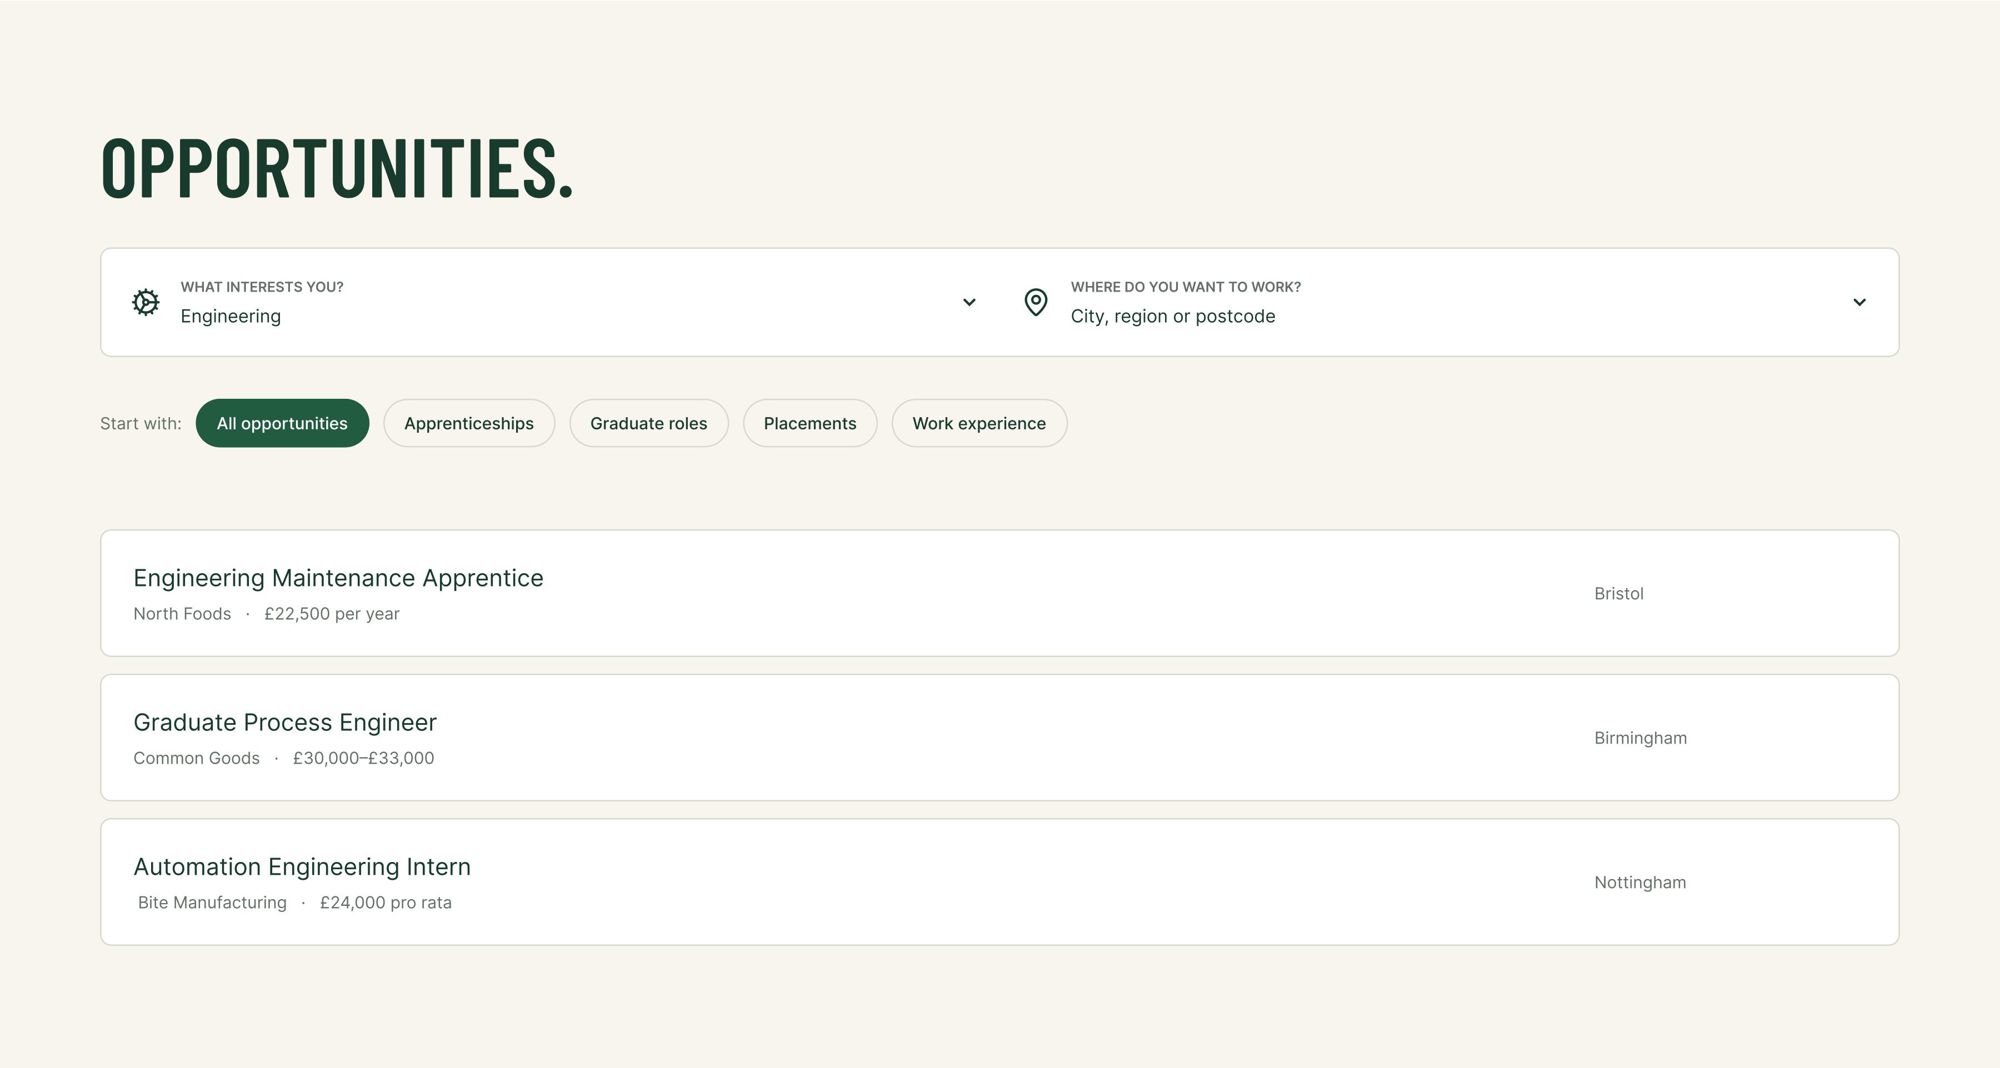 OPPORTUNITIES.
WHAT INTERESTS YOU?
Engineering
WHERE DO YOU WANT TO WORK?
City, region or postcode
Start with: All opportunities Apprenticeships Graduate roles Placements Work experience
Engineering Maintenance Apprentice
North Foods · £22,500 per year
Bristol
Graduate Process Engineer
Common Goods · £30,000–£33,000
Birmingham
Automation Engineering Intern
Bite Manufacturing · £24,000 pro rata
Nottingham